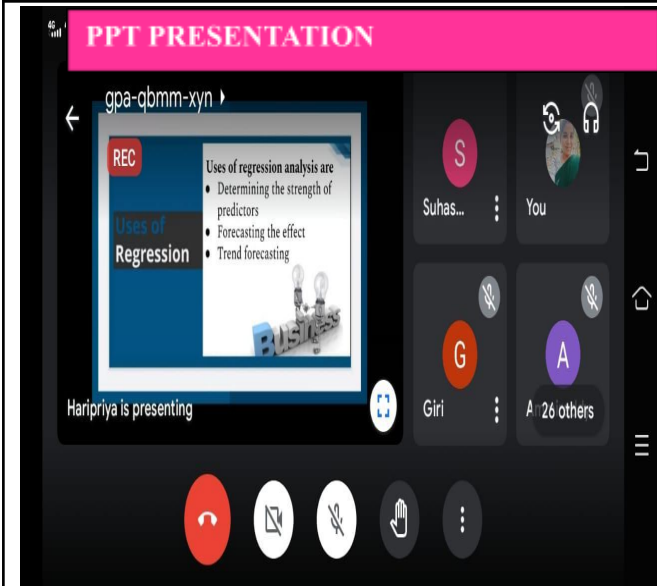 4G
PPT PRESENTATION
gpa-qbmm-xyn
REC
Uses of
Regression
Uses of regression analysis are
• Determining the strength of
predictors
• Forecasting the effect
• Trend forecasting
Business
Haripriya is presenting
S
Suhas...
You
G
Giri
A
26 others